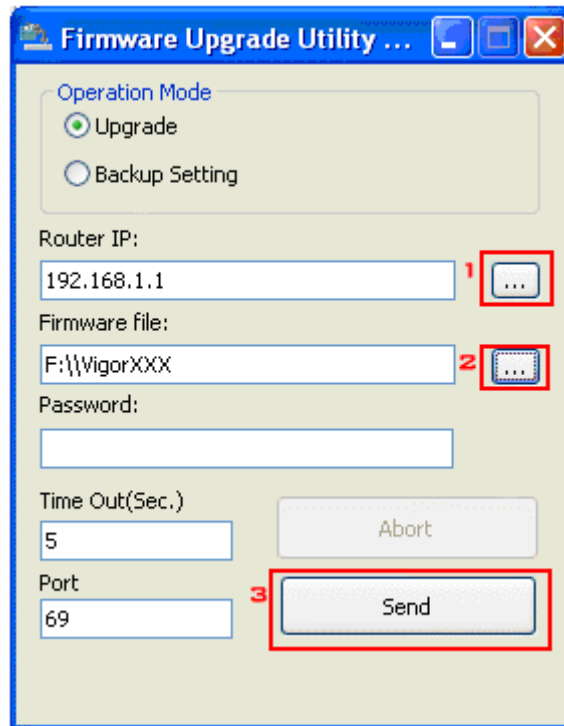 Firmware Upgrade Utility ...
Operation Mode
Upgrade
Backup Setting
Router IP:
192.168.1.1
1
...
Firmware file:
F:\\VigorXXX
2
...
Password:
Time Out(Sec.)
5
Abort
Port
69
3
Send